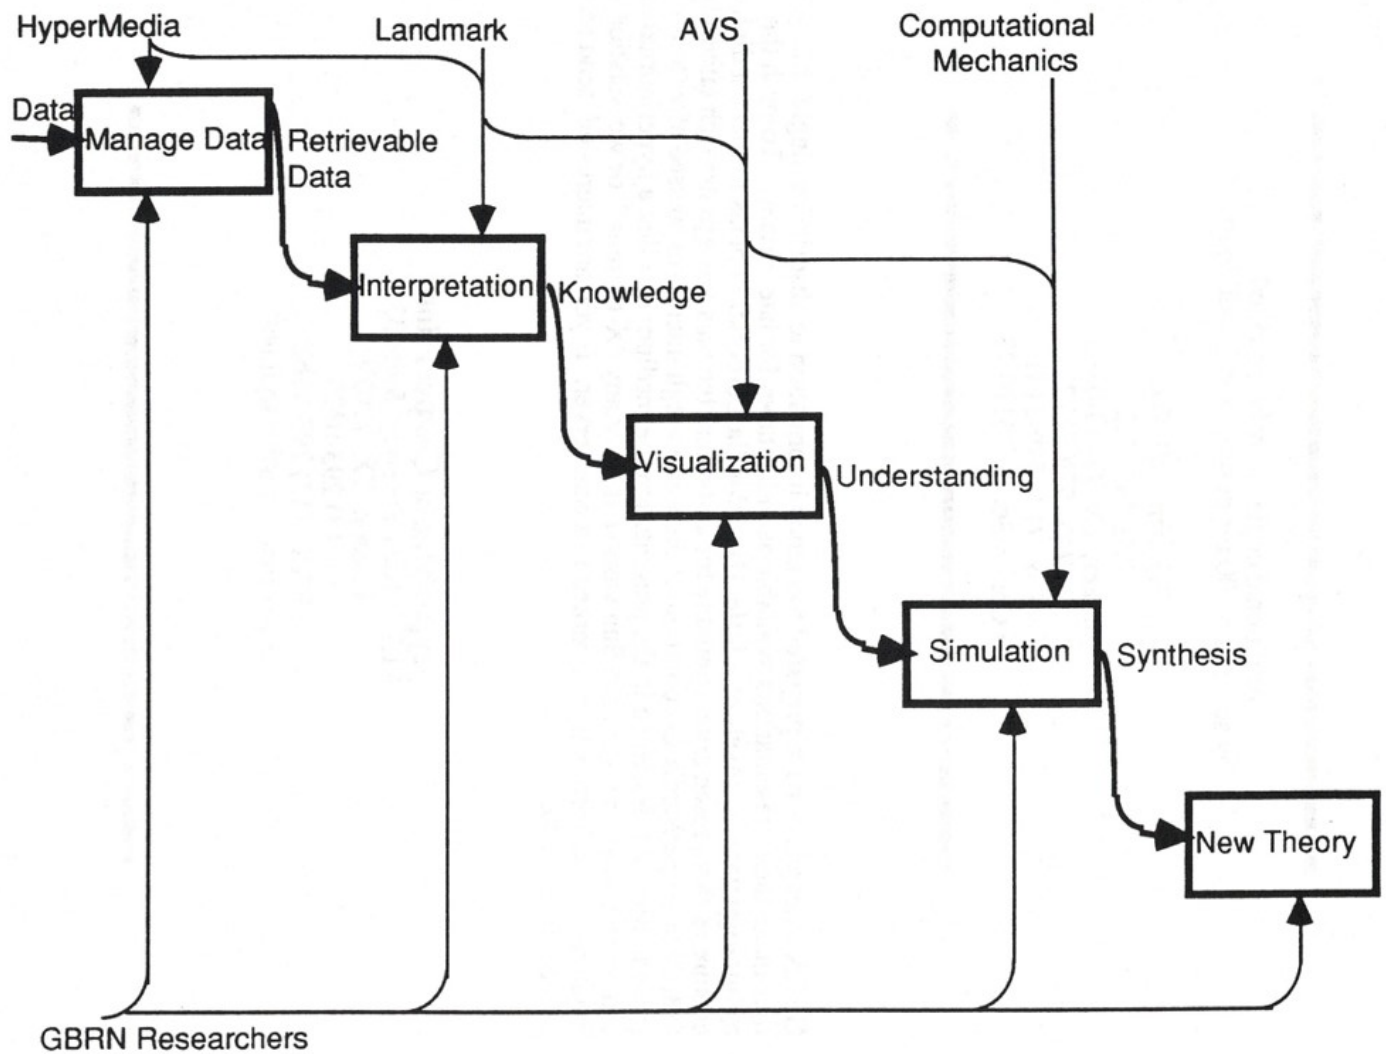 HyperMedia
Landmark
AVS
Computational
Mechanics
Data
Manage Data
Retrievable
Data
Interpretation
Knowledge
Visualization
Understanding
Simulation
Synthesis
New Theory
GBRN Researchers